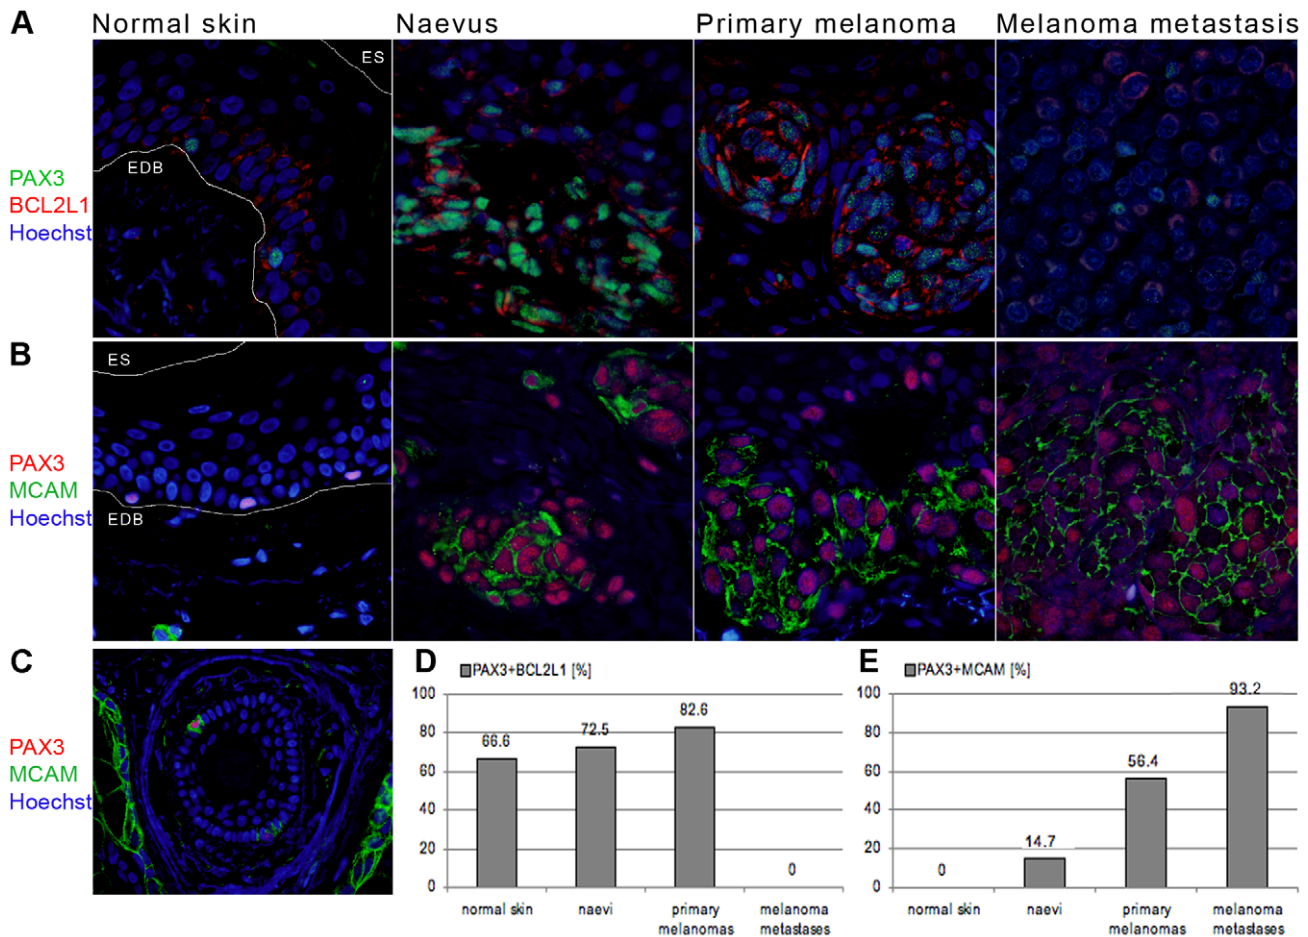 A
Normal skin
Naevus
Primary melanoma
Melanoma metastasis
ES
EDB
PAX3
BCL2L1
Hoechst
B
ES
PAX3
MCAM
Hoechst
EDB
C
PAX3
MCAM
Hoechst
D
PAX3+BCL2L1 [%]
100
80
60
40
20
0
66.6
72.5
82.6
0
normal skin
naevi
primary melanomas
melanoma metastases
E
PAX3+MCAM [%]
100
80
60
40
20
0
0
14.7
56.4
93.2
normal skin
naevi
primary melanomas
melanoma metastases